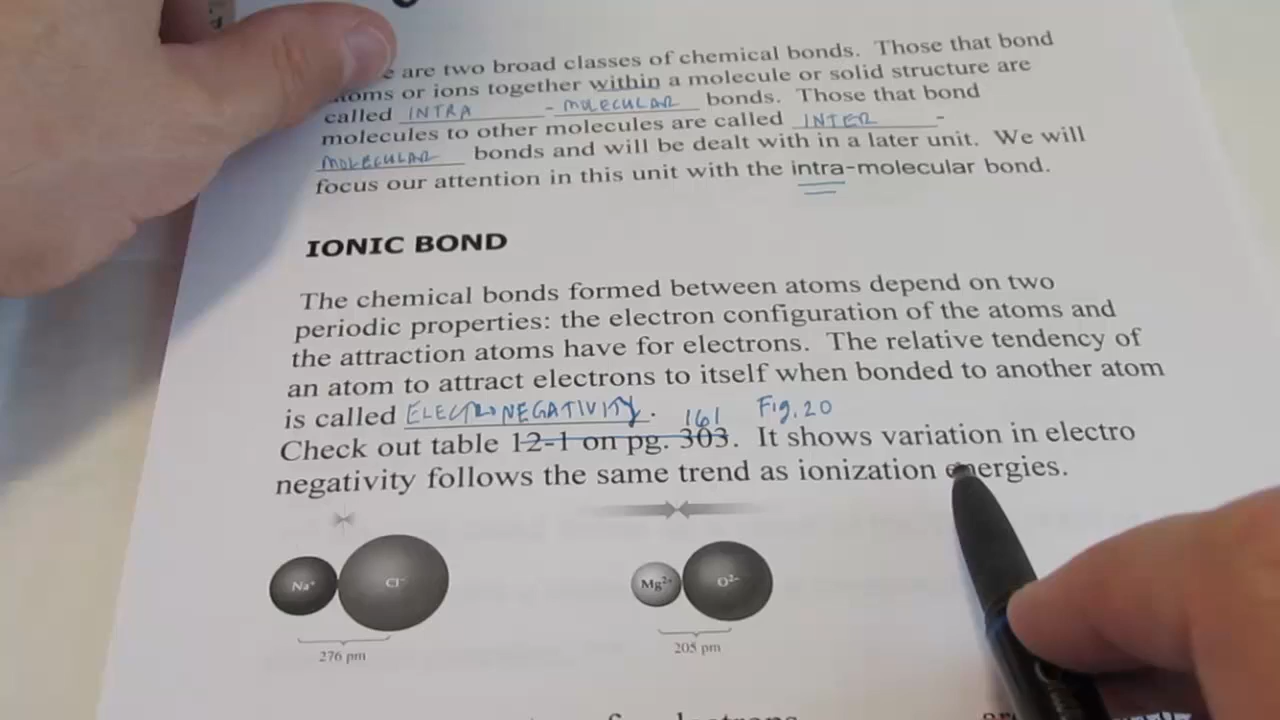 e are two broad classes of chemical bonds. Those that bond
atoms or ions together within a molecule or solid structure are
called INTRA - MOLECULAR bonds. Those that bond
molecules to other molecules are called INTER -
MOLECULAR bonds and will be dealt with in a later unit. We will
focus our attention in this unit with the intra-molecular bond.
IONIC BOND
The chemical bonds formed between atoms depend on two
periodic properties: the electron configuration of the atoms and
the attraction atoms have for electrons. The relative tendency of
an atom to attract electrons to itself when bonded to another atom
is called ELECTRONEGATIVITY. 161 Fig. 20
Check out table 12-1 on pg. 303. It shows variation in electro
negativity follows the same trend as ionization energies.
Na⁺ Cl⁻ Mg²⁺ O²⁻
276 pm 205 pm